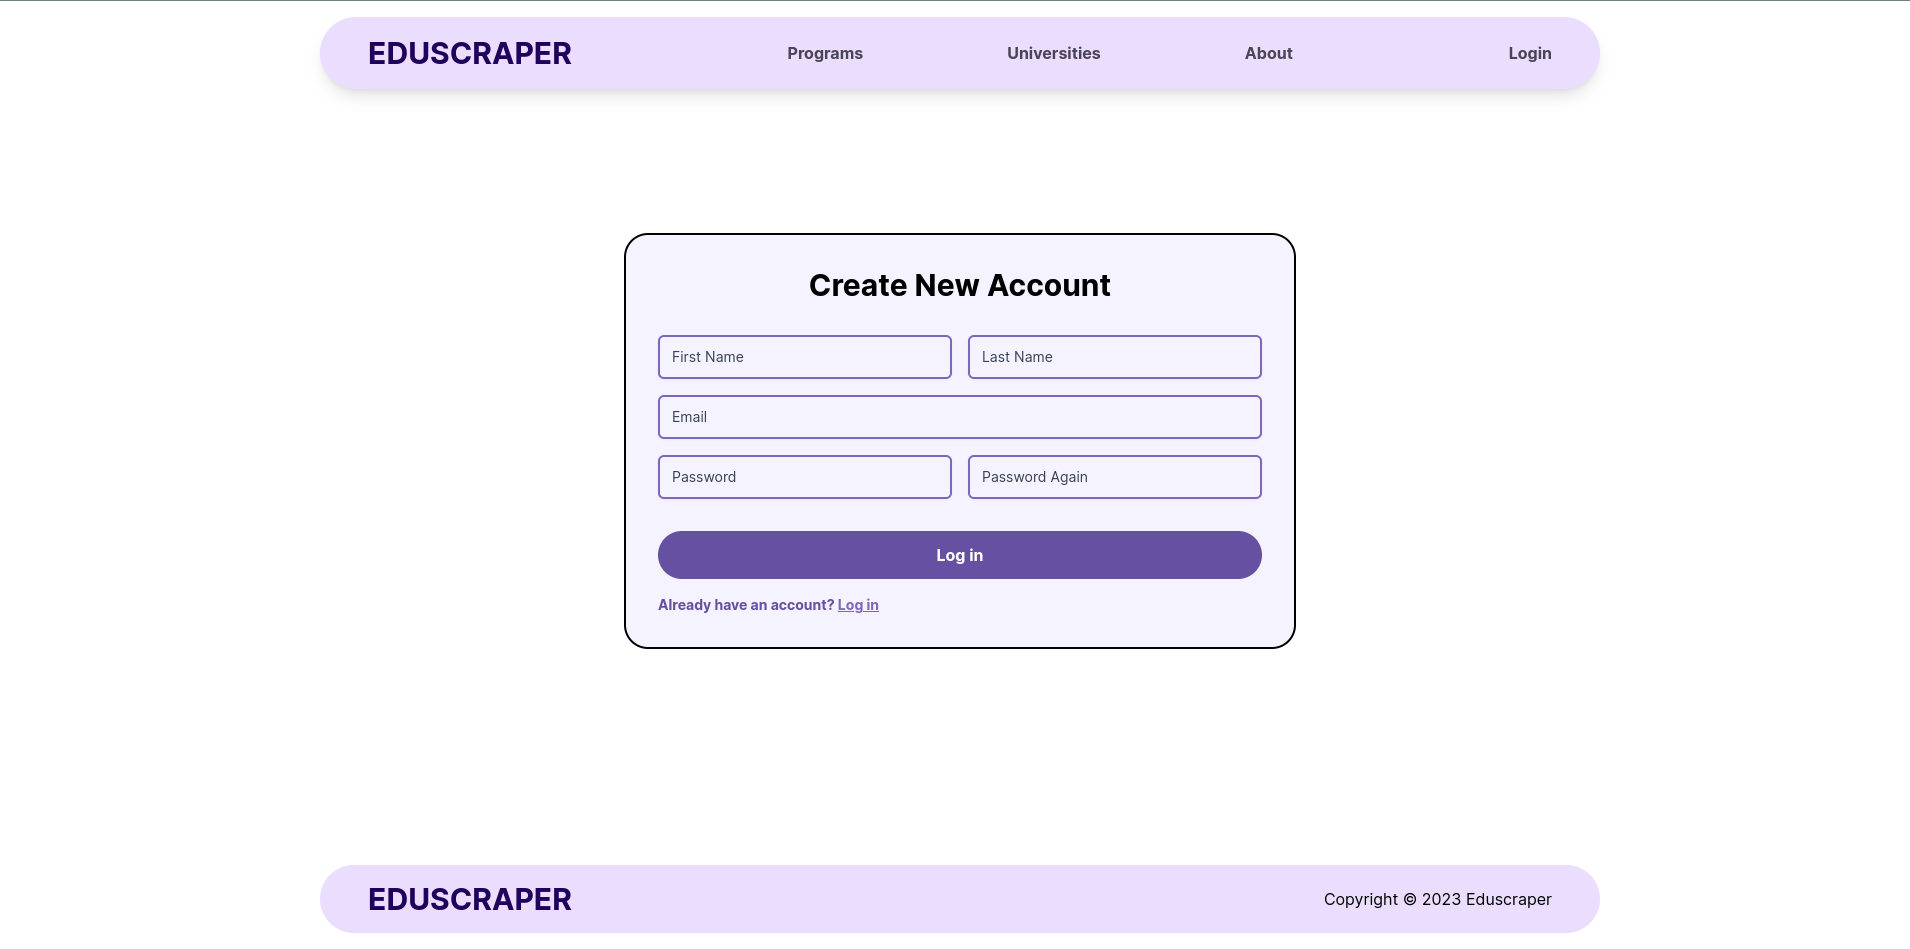 EDUSCRAPER Programs Universities About Login
Create New Account
First Name Last Name
Email
Password Password Again
Log in
Already have an account? Log in
EDUSCRAPER Copyright © 2023 Eduscraper